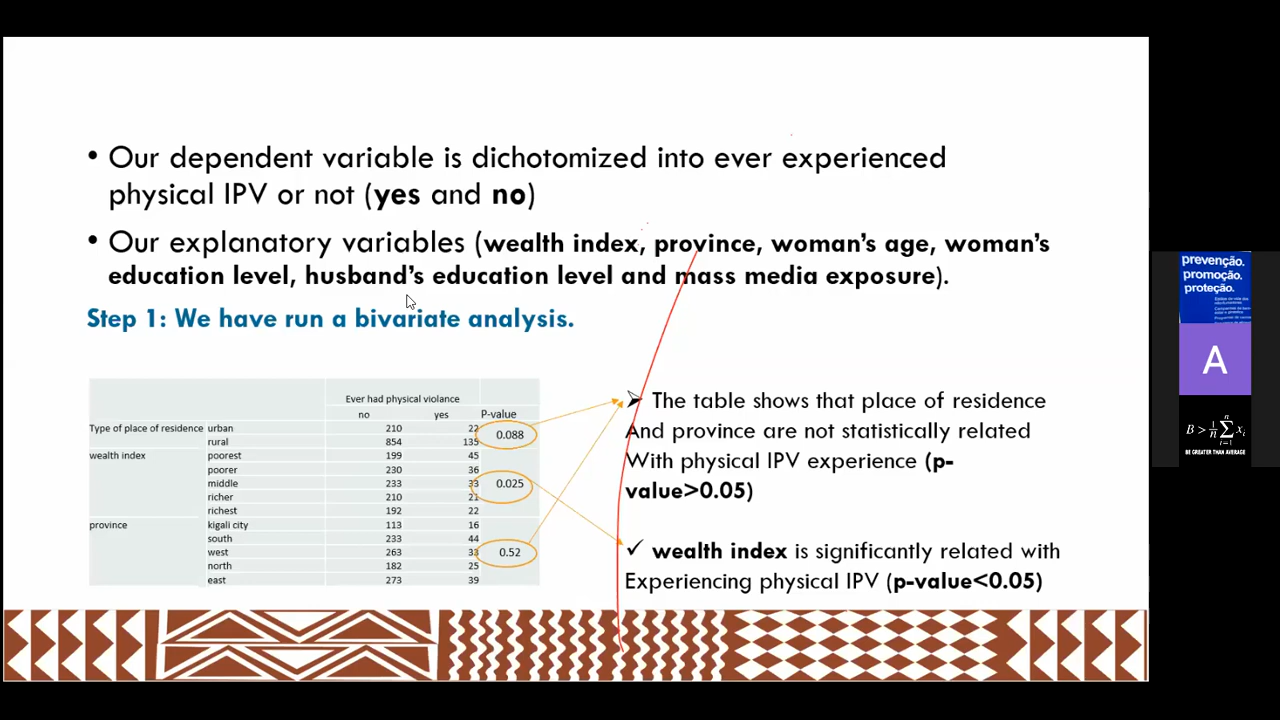 • Our dependent variable is dichotomized into ever experienced
physical IPV or not (yes and no)
• Our explanatory variables (wealth index, province, woman's age, woman's
education level, husband's education level and mass media exposure).
Step 1: We have run a bivariate analysis.
Ever had physical violance
no yes P-value
Type of place of residence urban 210 22 0.088
rural 854 135
wealth index poorest 199 45
poorer 230 36
middle 233 33 0.025
richer 210 21
richest 192 22
province kigali city 113 16
south 233 44
west 263 33 0.52
north 182 25
east 273 39
➤ The table shows that place of residence
And province are not statistically related
With physical IPV experience (p-
value>0.05)
✓ wealth index is significantly related with
Experiencing physical IPV (p-value<0.05)
prevenção.
promoção.
proteção.
A
B > 1/n n∑i=1 xi
BE GREATER THAN AVERAGE